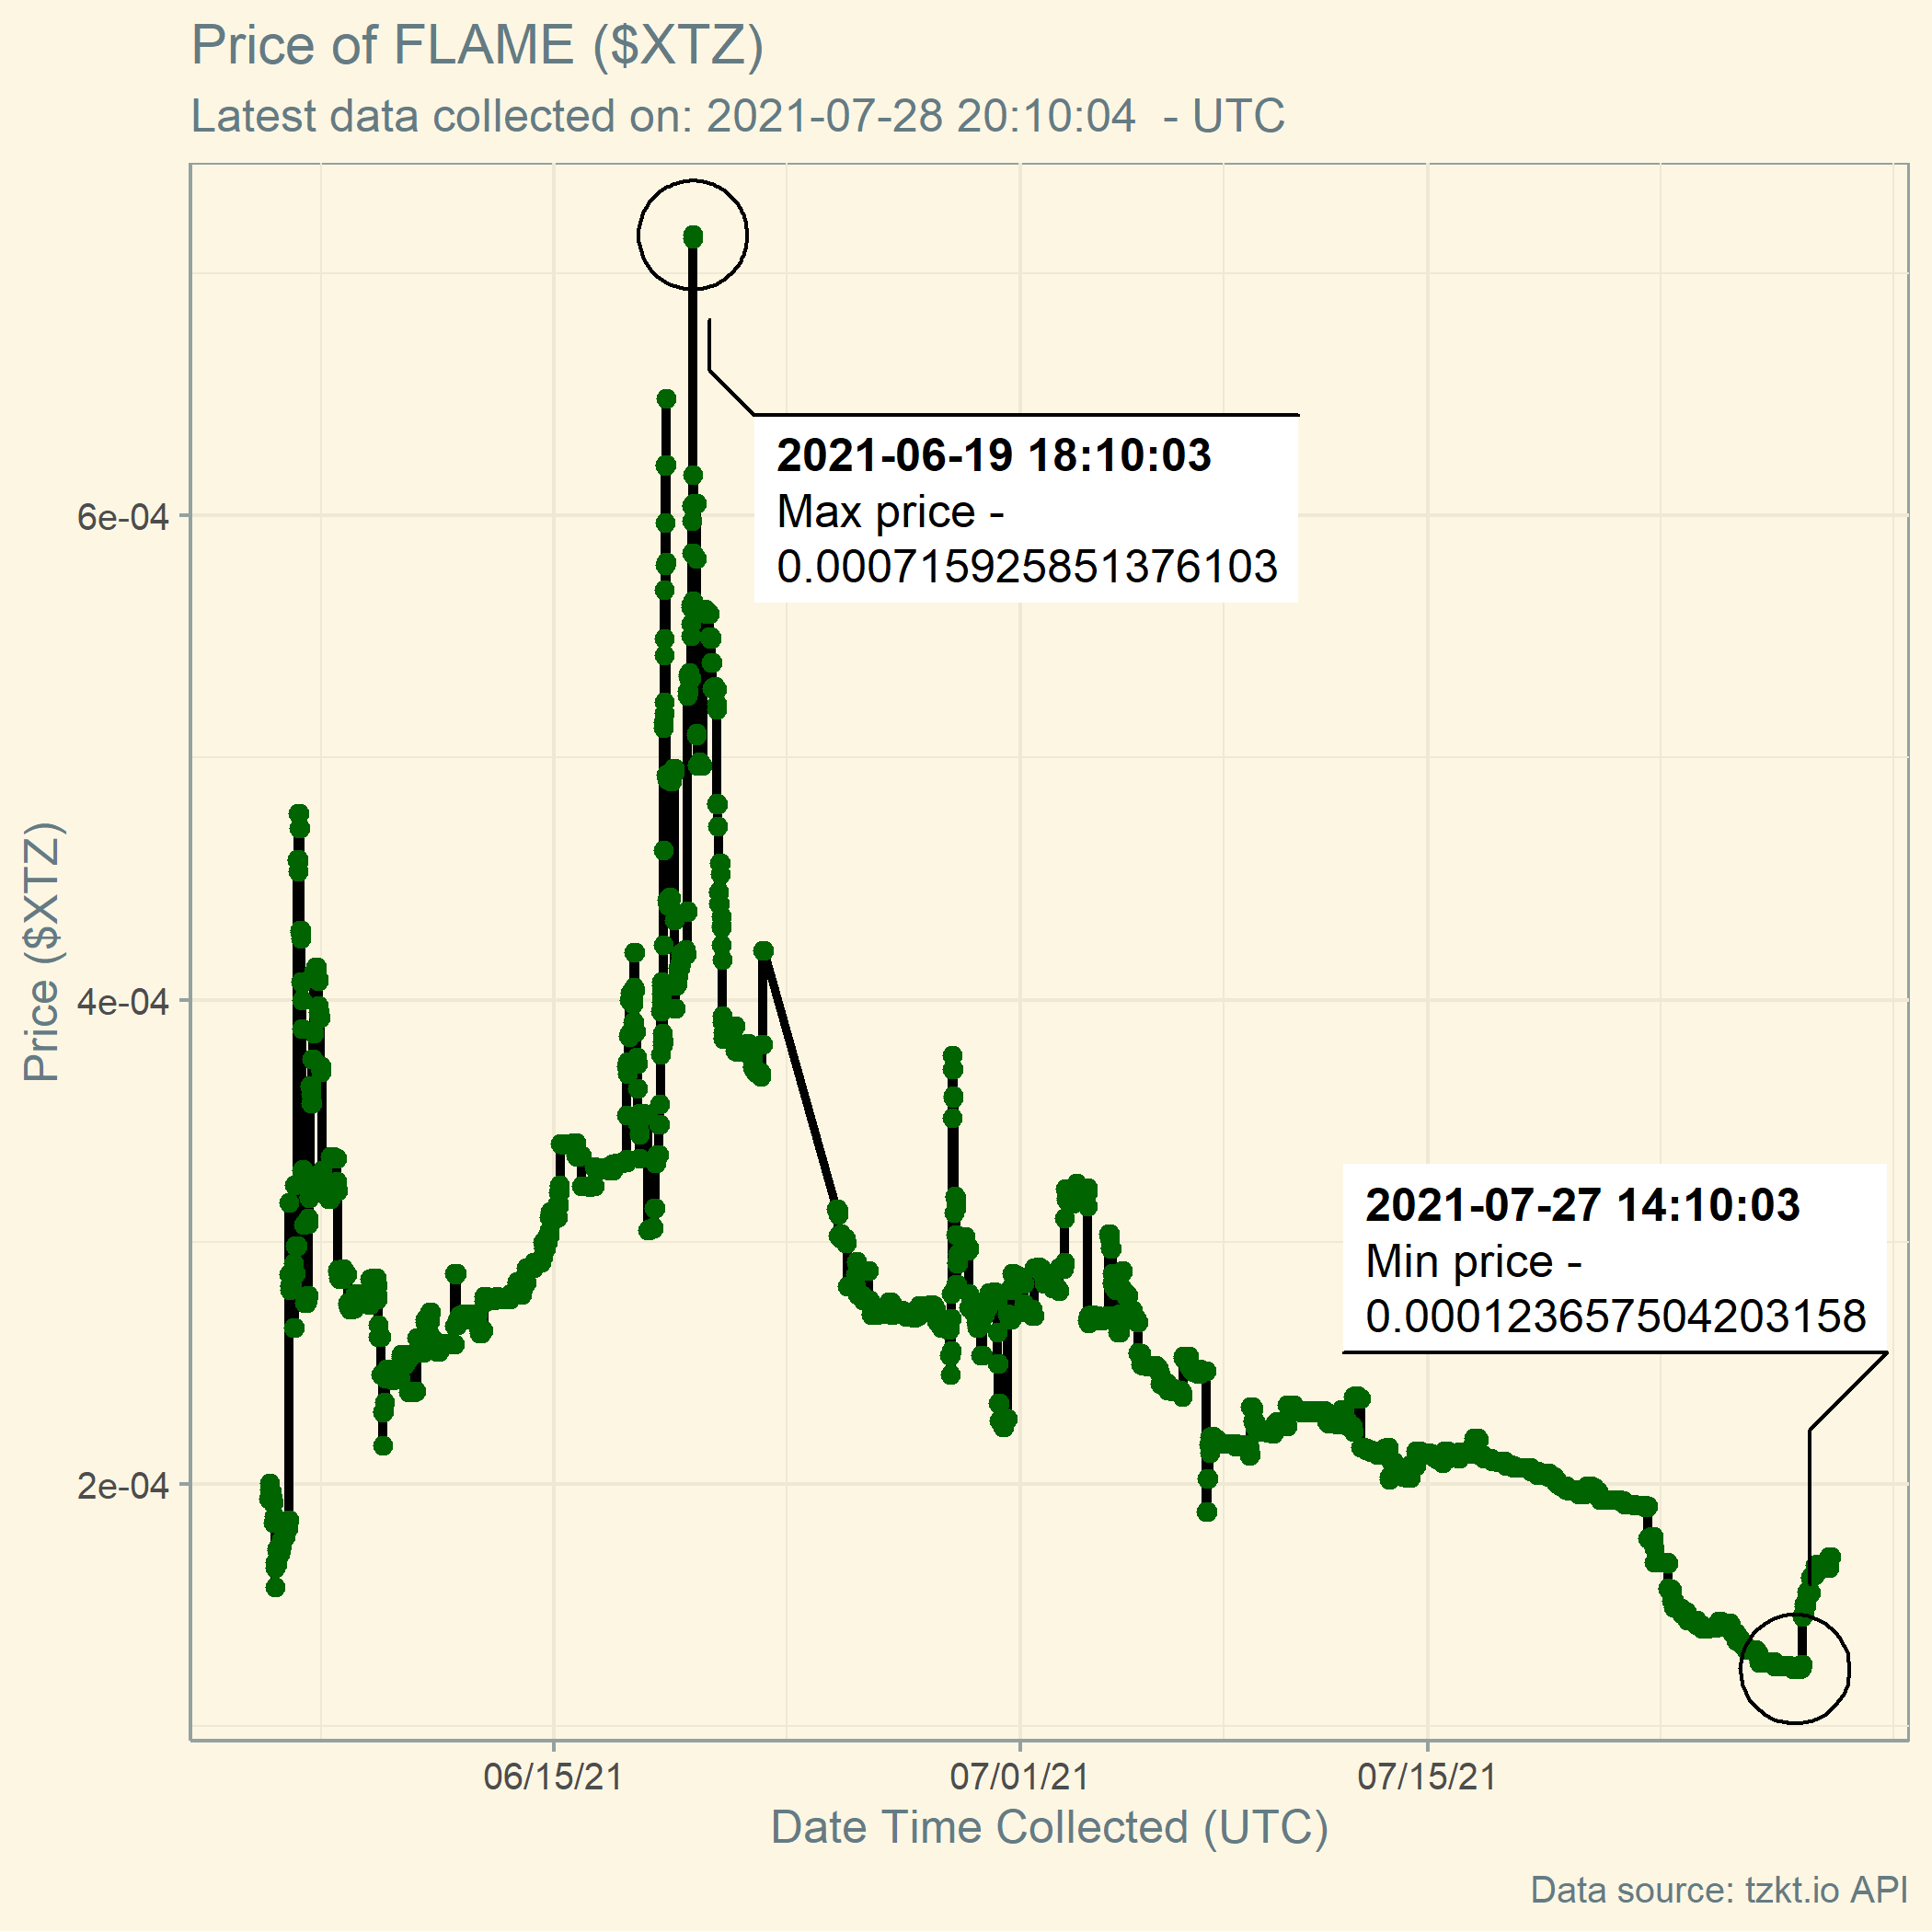 Price of FLAME ($XTZ)
Latest data collected on: 2021-07-28 20:10:04  - UTC
2021-06-19 18:10:03
Max price -
0.000715925851376103
6e-04
4e-04
2e-04
Price ($XTZ)
2021-07-27 14:10:03
Min price -
0.000123657504203158
06/15/21
07/01/21
07/15/21
Date Time Collected (UTC)
Data source: tzkt.io API